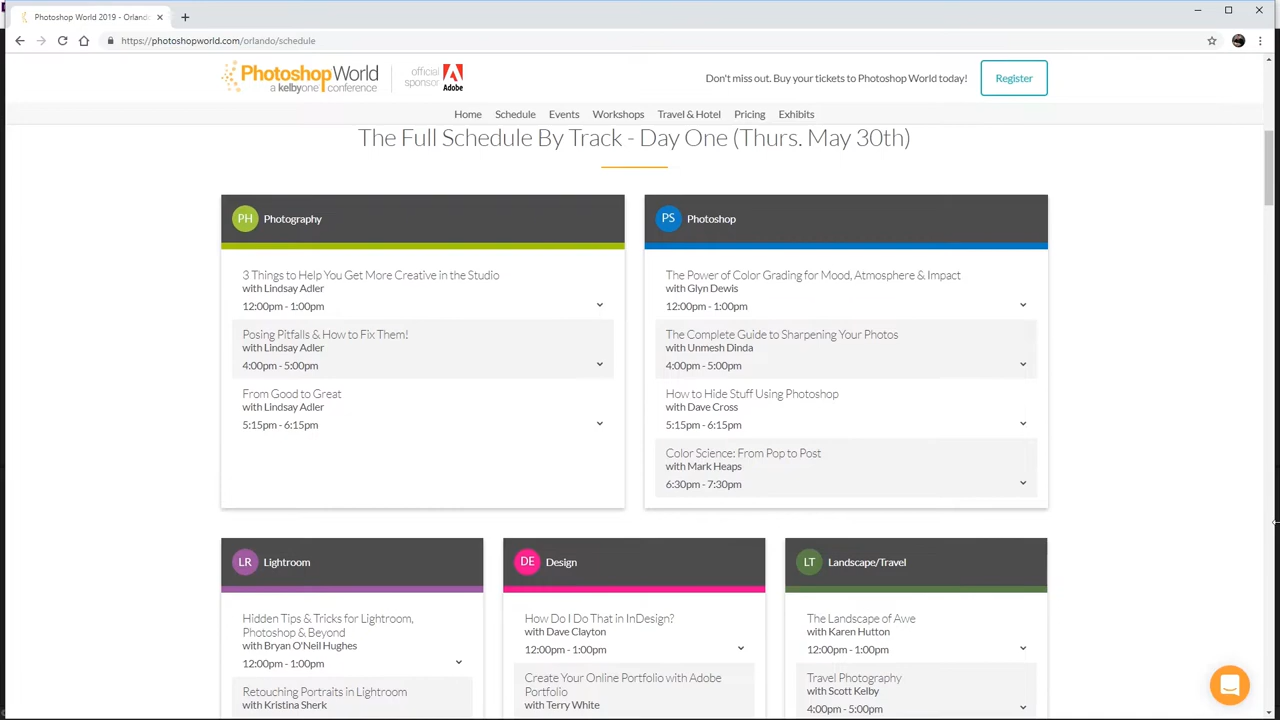 Photoshop World 2019 - Orlando
https://photoshopworld.com/orlando/schedule
PhotoshopWorld
a kelbyone conference
official
sponsor
Adobe
Don't miss out. Buy your tickets to Photoshop World today!
Register
Home
Schedule
Events
Workshops
Travel & Hotel
Pricing
Exhibits
The Full Schedule By Track - Day One (Thurs. May 30th)
PH Photography
3 Things to Help You Get More Creative in the Studio
with Lindsay Adler
12:00pm - 1:00pm
Posing Pitfalls & How to Fix Them!
with Lindsay Adler
4:00pm - 5:00pm
From Good to Great
with Lindsay Adler
5:15pm - 6:15pm
PS Photoshop
The Power of Color Grading for Mood, Atmosphere & Impact
with Glyn Dewis
12:00pm - 1:00pm
The Complete Guide to Sharpening Your Photos
with Unmesh Dinda
4:00pm - 5:00pm
How to Hide Stuff Using Photoshop
with Dave Cross
5:15pm - 6:15pm
Color Science: From Pop to Post
with Mark Heaps
6:30pm - 7:30pm
LR Lightroom
Hidden Tips & Tricks for Lightroom,
Photoshop & Beyond
with Bryan O'Neil Hughes
12:00pm - 1:00pm
Retouching Portraits in Lightroom
with Kristina Sherk
DE Design
How Do I Do That in InDesign?
with Dave Clayton
12:00pm - 1:00pm
Create Your Online Portfolio with Adobe
Portfolio
with Terry White
LT Landscape/Travel
The Landscape of Awe
with Karen Hutton
12:00pm - 1:00pm
Travel Photography
with Scott Kelby
4:00pm - 5:00pm